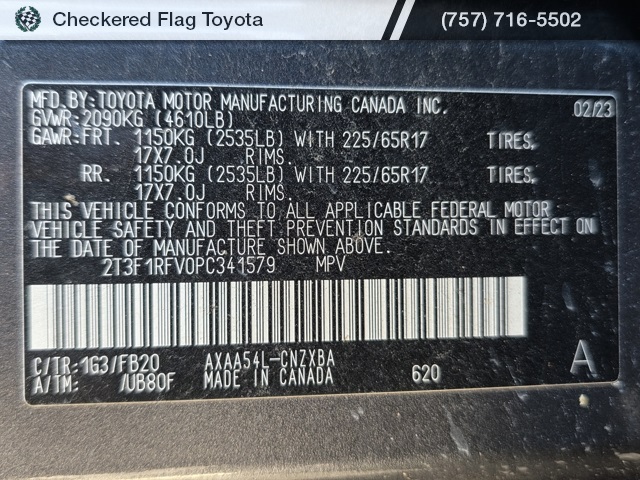 Checkered Flag Toyota (757) 716-5502
MFD.BY:TOYOTA MOTOR MANUFACTURING CANADA INC. 02/23
GVWR:2090KG (4610LB)
GAWR:FRT. 1150KG (2535LB) WITH 225/65R17 TIRES.
17X7.0J RIMS.
RR. 1150KG (2535LB) WITH 225/65R17 TIRES.
17X7.0J RIMS.
THIS VEHICLE CONFORMS TO ALL APPLICABLE FEDERAL MOTOR
VEHICLE SAFETY AND THEFT PREVENTION STANDARDS IN EFFECT ON
THE DATE OF MANUFACTURE SHOWN ABOVE.
2T3F1RFV0PC341579 MPV
C/TR:1G3/FB20 AXAA54L-CNZXBA A
A/TM: /UB80F MADE IN CANADA 620